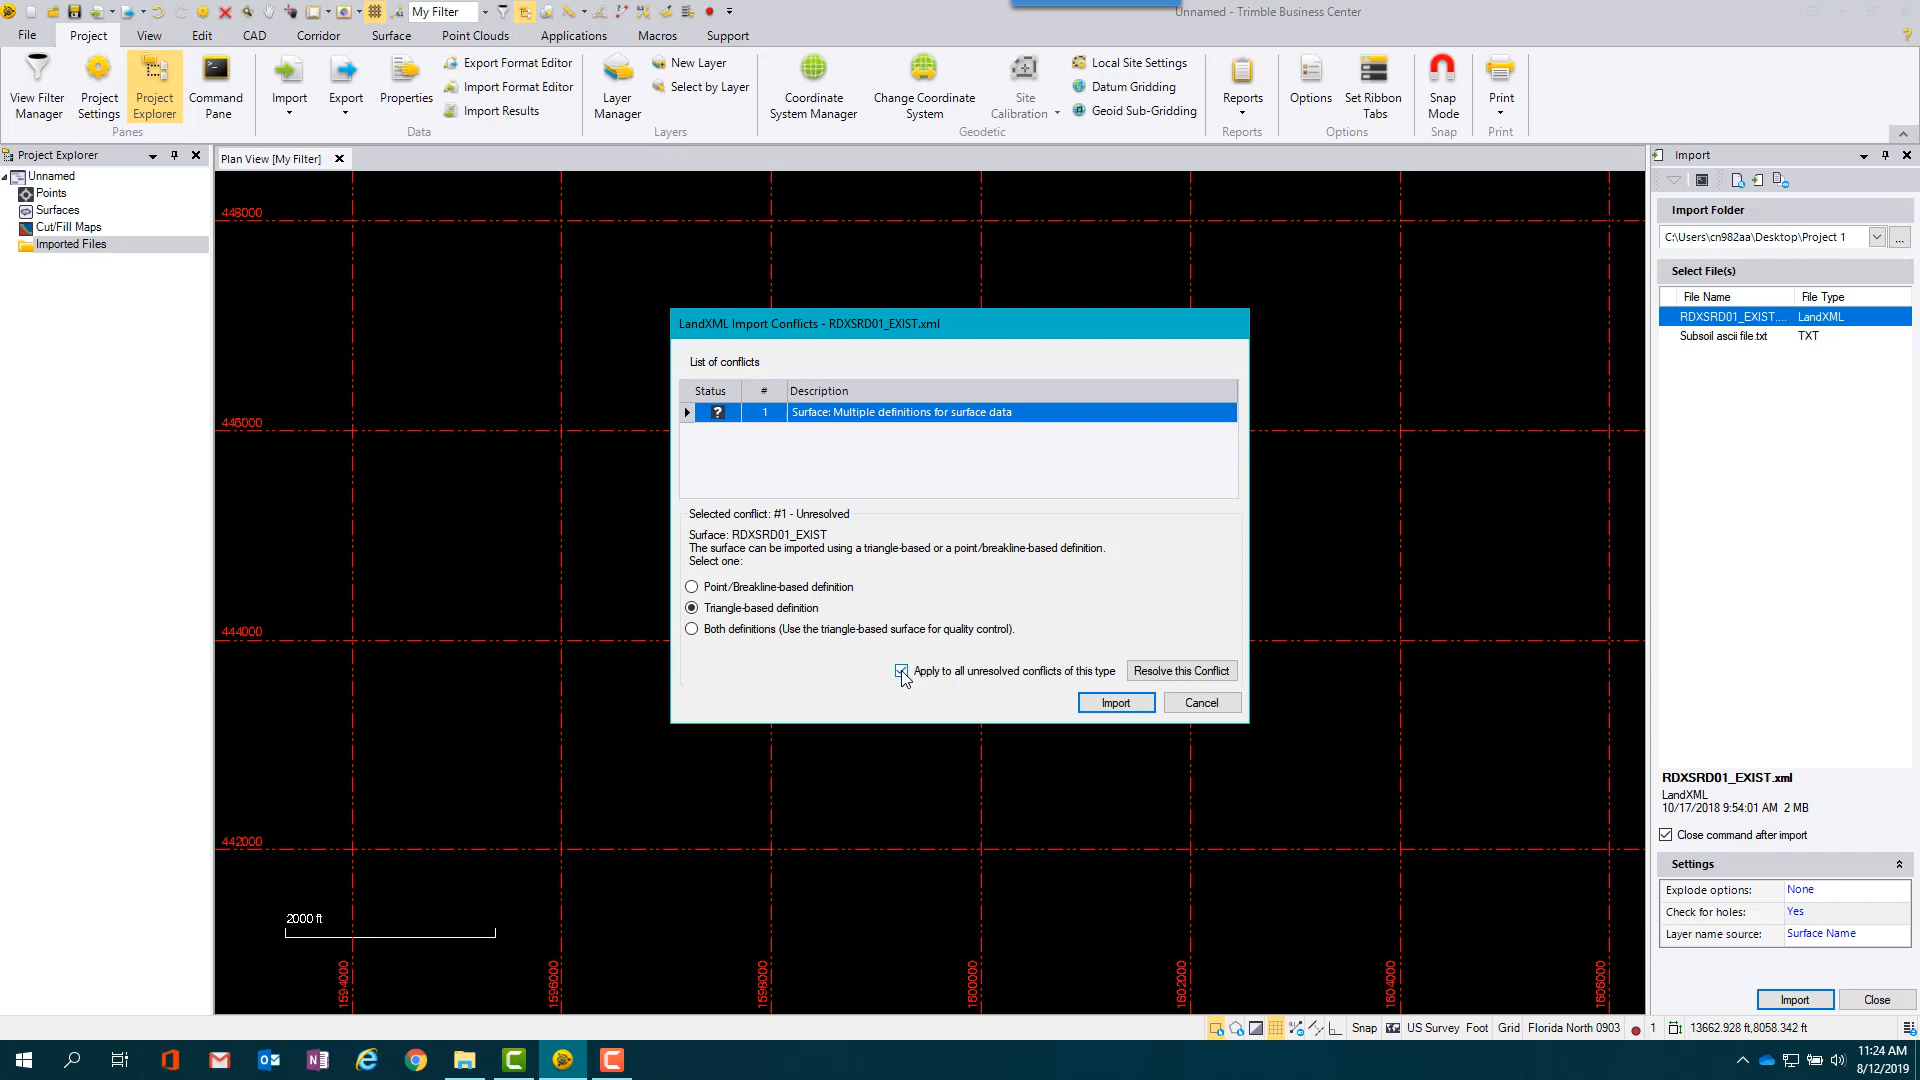 My Filter
Unnamed - Trimble Business Center
File Project View Edit CAD Corridor Surface Point Clouds Applications Macros Support
View Filter Manager
Project Settings
Project Explorer
Command Pane
Panes
Import
Export
Properties
Export Format Editor
Import Format Editor
Import Results
Data
Layer Manager
New Layer
Select by Layer
Layers
Coordinate System Manager
Change Coordinate System
Site Calibration
Local Site Settings
Datum Gridding
Geoid Sub-Gridding
Geodetic
Reports
Reports
Options
Set Ribbon Tabs
Options
Snap Mode
Snap
Print
Print
Project Explorer
Unnamed
Points
Surfaces
Cut/Fill Maps
Imported Files
Plan View [My Filter]
448000
446000
444000
442000
2000 ft
1594000
1596000
1598000
1600000
1602000
1604000
1606000
LandXML Import Conflicts - RDXSRD01_EXIST.xml
List of conflicts
Status # Description
? 1 Surface: Multiple definitions for surface data
Selected conflict: #1 - Unresolved
Surface: RDXSRD01_EXIST
The surface can be imported using a triangle-based or a point/breakline-based definition.
Select one:
Point/Breakline-based definition
Triangle-based definition
Both definitions (Use the triangle-based surface for quality control).
Apply to all unresolved conflicts of this type
Resolve this Conflict
Import
Cancel
Import
Import Folder
C:\Users\cn982aa\Desktop\Project 1
...
Select File(s)
File Name File Type
RDXSRD01_EXIST.... LandXML
Subsoil ascii file.txt TXT
RDXSRD01_EXIST.xml
LandXML
10/17/2018 9:54:01 AM 2 MB
Close command after import
Settings
Explode options: None
Check for holes: Yes
Layer name source: Surface Name
Import
Close
Snap US Survey Foot Grid Florida North 0903 1 13662.928 ft,8058.342 ft
11:24 AM
8/12/2019